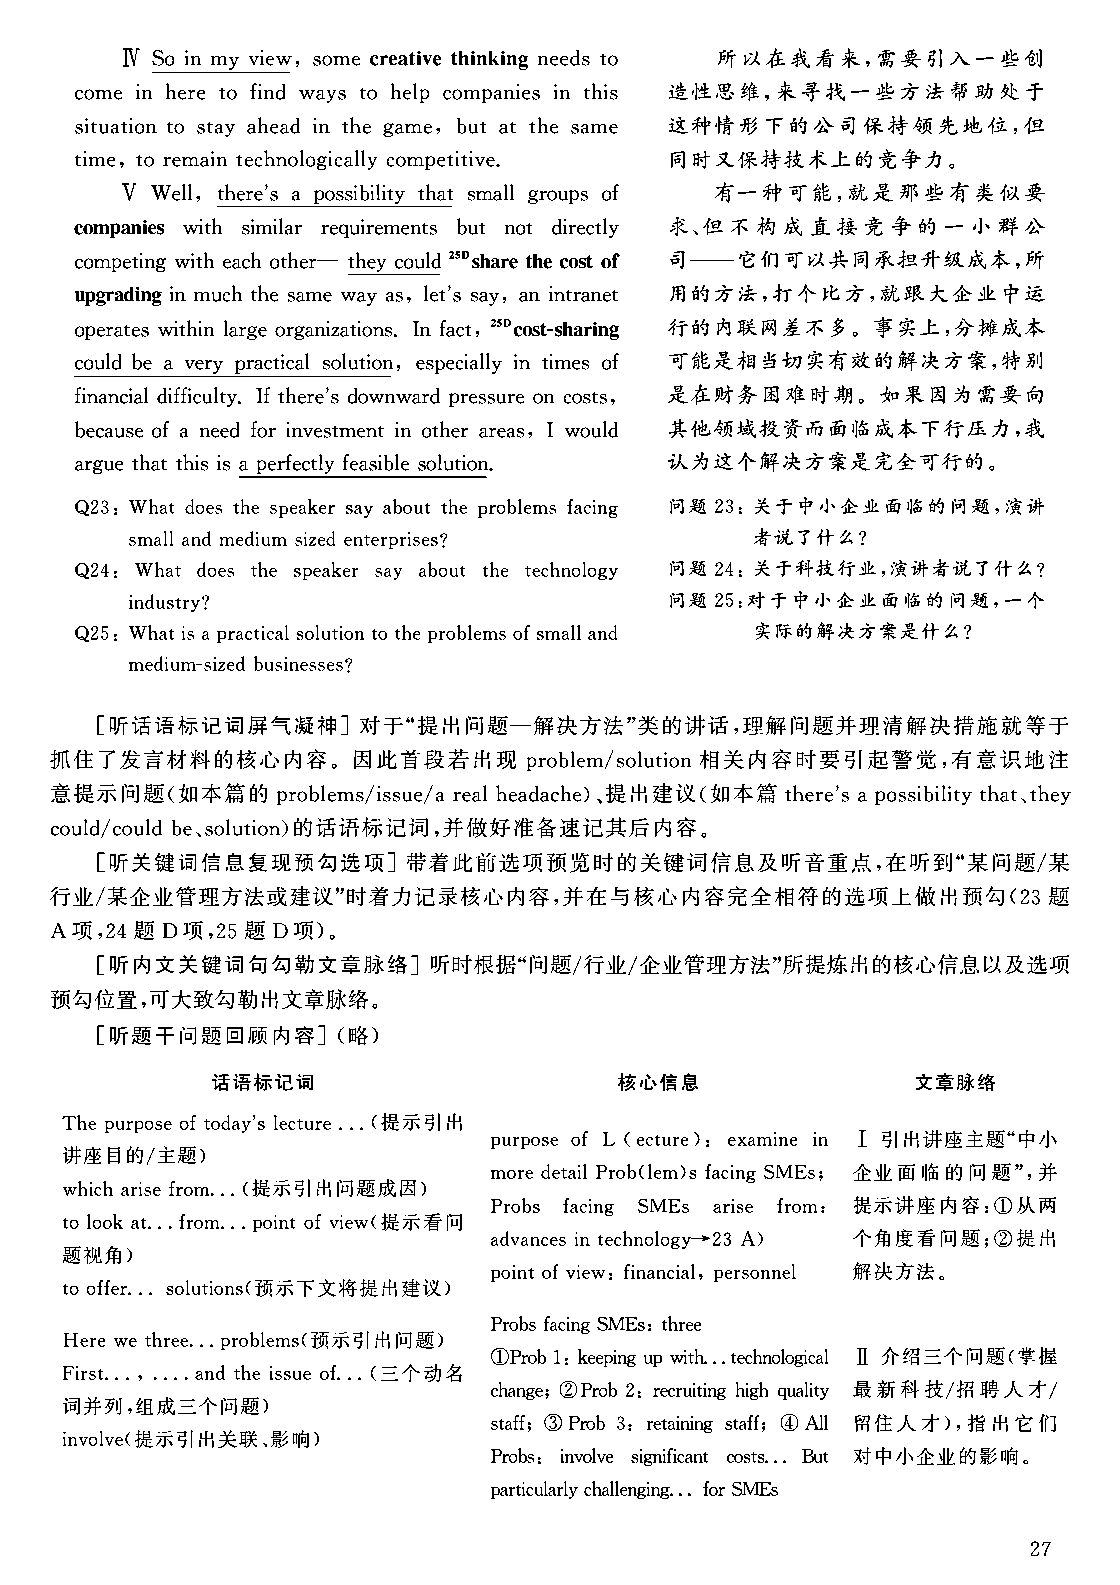 Ⅳ So in my view, some creative thinking needs to
come in here to find ways to help companies in this
situation to stay ahead in the game, but at the same
time, to remain technologically competitive.
Ⅴ Well, there's a possibility that small groups of
companies with similar requirements but not directly
competing with each other— they could 25Dshare the cost of
upgrading in much the same way as, let's say, an intranet
operates within large organizations. In fact, 25Dcost-sharing
could be a very practical solution, especially in times of
financial difficulty. If there's downward pressure on costs,
because of a need for investment in other areas, I would
argue that this is a perfectly feasible solution.
Q23: What does the speaker say about the problems facing
small and medium sized enterprises?
Q24: What does the speaker say about the technology
industry?
Q25: What is a practical solution to the problems of small and
medium-sized businesses?
所以在我看来,需要引入一些创
造性思维,来寻找一些方法帮助处于
这种情形下的公司保持领先地位,但
同时又保持技术上的竞争力。
有一种可能,就是那些有类似要
求、但不构成直接竞争的一小群公
司——它们可以共同承担升级成本,所
用的方法,打个比方,就跟大企业中运
行的内联网差不多。事实上,分摊成本
可能是相当切实有效的解决方案,特别
是在财务困难时期。如果因为需要向
其他领域投资而面临成本下行压力,我
认为这个解决方案是完全可行的。
问题 23: 关于中小企业面临的问题,演讲
者说了什么?
问题 24: 关于科技行业,演讲者说了什么?
问题 25:对于中小企业面临的问题,一个
实际的解决方案是什么?
[听话语标记词屏气凝神] 对于“提出问题—解决方法”类的讲话,理解问题并理清解决措施就等于
抓住了发言材料的核心内容。因此首段若出现 problem/solution 相关内容时要引起警觉,有意识地注
意提示问题(如本篇的 problems/issue/a real headache)、提出建议(如本篇 there's a possibility that、they
could/could be、solution)的话语标记词,并做好准备速记其后内容。
[听关键词信息复现预勾选项] 带着此前选项预览时的关键词信息及听音重点,在听到“某问题/某
行业/某企业管理方法或建议”时着力记录核心内容,并在与核心内容完全相符的选项上做出预勾(23 题
A 项,24 题 D 项,25 题 D 项)。
[听内文关键词句勾勒文章脉络] 听时根据“问题/行业/企业管理方法”所提炼出的核心信息以及选项
预勾位置,可大致勾勒出文章脉络。
[听题干问题回顾内容] (略)
话语标记词
The purpose of today's lecture ...(提示引出
讲座目的/主题)
which arise from...(提示引出问题成因)
to look at...from...point of view(提示看问
题视角)
to offer... solutions(预示下文将提出建议)
Here we three...problems(预示引出问题)
First..., ....and the issue of...(三个动名
词并列,组成三个问题)
involve(提示引出关联、影响)
核心信息
purpose of L(ecture): examine in
more detail Prob(lem)s facing SMEs;
Probs facing SMEs arise from:
advances in technology→23 A)
point of view: financial, personnel
Probs facing SMEs: three
①Prob 1: keeping up with...technological
change; ②Prob 2: recruiting high quality
staff; ③ Prob 3: retaining staff; ④ All
Probs: involve significant costs... But
particularly challenging... for SMEs
文章脉络
Ⅰ 引出讲座主题“中小
企业面临的问题”,并
提示讲座内容:①从两
个角度看问题;②提出
解决方法。
Ⅱ 介绍三个问题(掌握
最新科技/招聘人才/
留住人才),指出它们
对中小企业的影响。
27